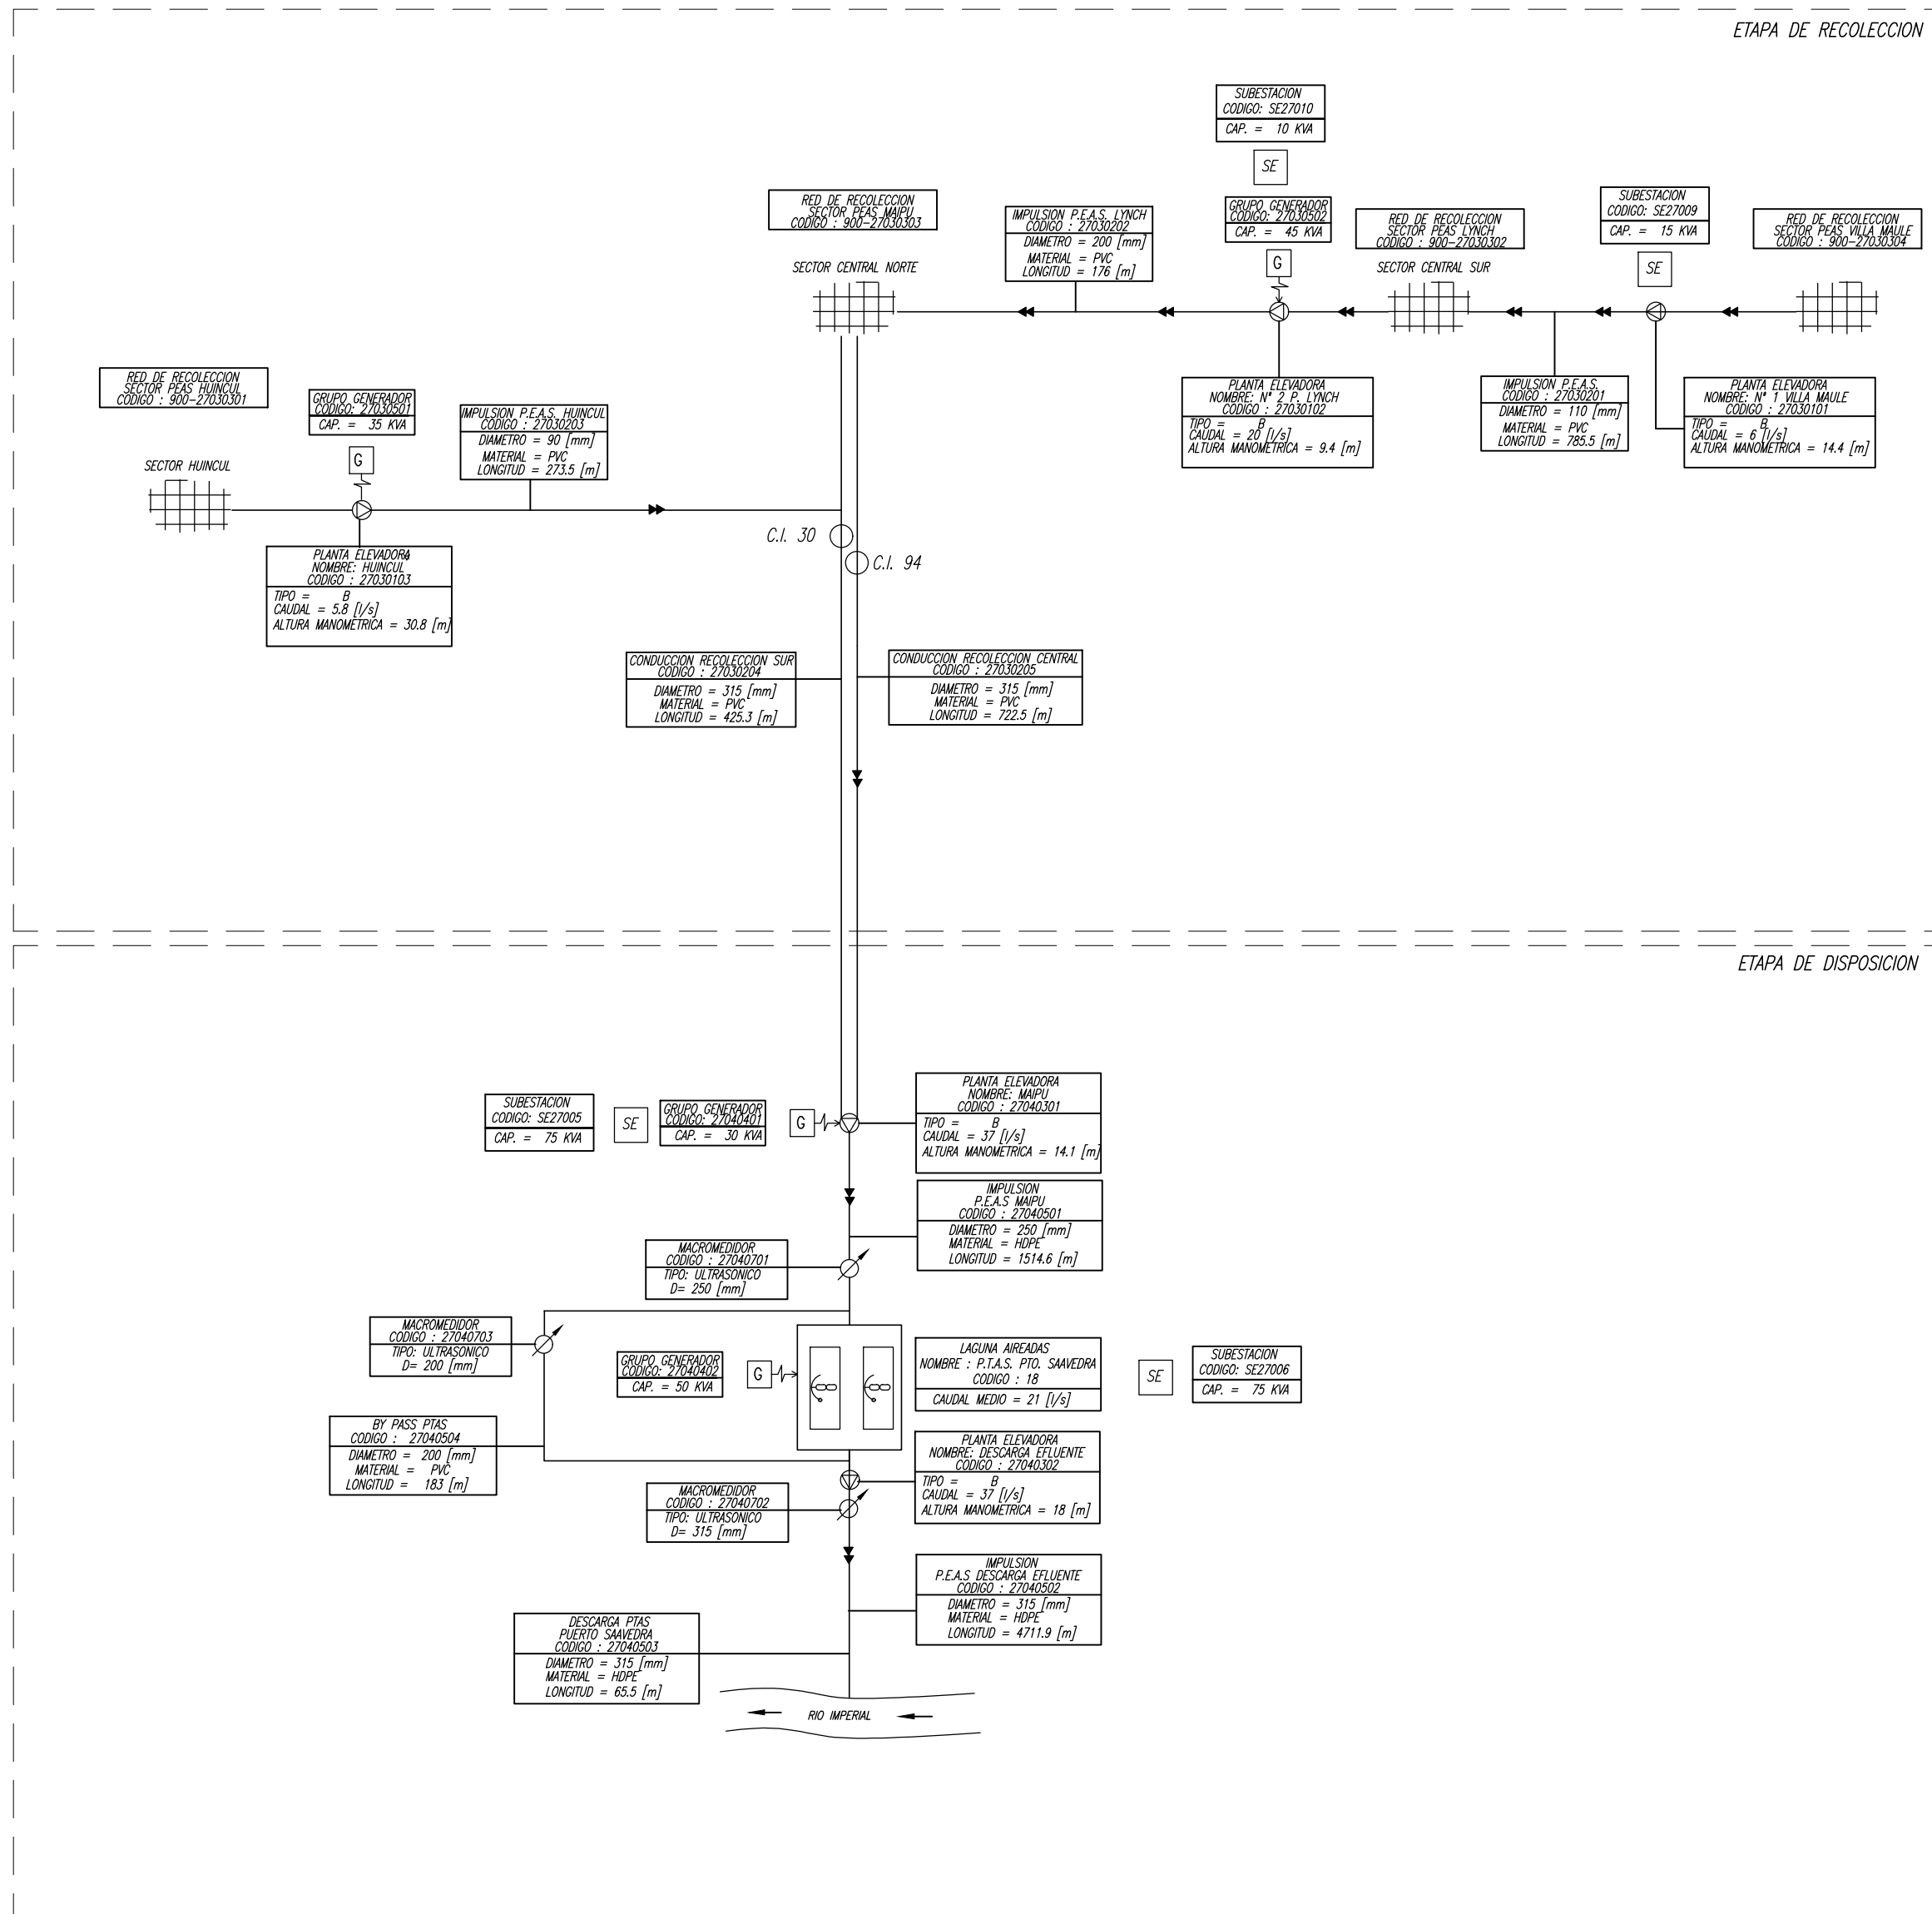 ETAPA DE RECOLECCION
SUBESTACION
CODIGO: SE27010
CAP. = 10 KVA
SE
GRUPO GENERADOR
CODIGO: 27030502
CAP. = 45 KVA
G
RED DE RECOLECCION
SECTOR PEAS MAIPU
CODIGO : 900-27030303
SECTOR CENTRAL NORTE
IMPULSION P.E.A.S. LYNCH
CODIGO : 27030202
DIAMETRO = 200 [mm]
MATERIAL = PVC
LONGITUD = 176 [m]
RED DE RECOLECCION
SECTOR PEAS LYNCH
CODIGO : 900-27030302
SECTOR CENTRAL SUR
SUBESTACION
CODIGO: SE27009
CAP. = 15 KVA
SE
RED DE RECOLECCION
SECTOR PEAS VILLA MAULE
CODIGO : 900-27030304
PLANTA ELEVADORA
NOMBRE: N° 2 P. LYNCH
CODIGO : 27030102
TIPO = B
CAUDAL = 20 [l/s]
ALTURA MANOMETRICA = 9.4 [m]
IMPULSION P.E.A.S.
CODIGO : 27030201
DIAMETRO = 110 [mm]
MATERIAL = PVC
LONGITUD = 785.5 [m]
PLANTA ELEVADORA
NOMBRE: N° 1 VILLA MAULE
CODIGO : 27030101
TIPO = B
CAUDAL = 6 [l/s]
ALTURA MANOMETRICA = 14.4 [m]
RED DE RECOLECCION
SECTOR PEAS HUINCUL
CODIGO : 900-27030301
SECTOR HUINCUL
GRUPO GENERADOR
CODIGO: 27030501
CAP. = 35 KVA
G
IMPULSION P.E.A.S. HUINCUL
CODIGO : 27030203
DIAMETRO = 90 [mm]
MATERIAL = PVC
LONGITUD = 273.5 [m]
PLANTA ELEVADORA
NOMBRE: HUINCUL
CODIGO : 27030103
TIPO = B
CAUDAL = 5.8 [l/s]
ALTURA MANOMETRICA = 30.8 [m]
C.I. 30
C.I. 94
CONDUCCION RECOLECCION SUR
CODIGO : 27030204
DIAMETRO = 315 [mm]
MATERIAL = PVC
LONGITUD = 425.3 [m]
CONDUCCION RECOLECCION CENTRAL
CODIGO : 27030205
DIAMETRO = 315 [mm]
MATERIAL = PVC
LONGITUD = 722.5 [m]
ETAPA DE DISPOSICION
SUBESTACION
CODIGO: SE27005
CAP. = 75 KVA
SE
GRUPO GENERADOR
CODIGO: 27040401
CAP. = 30 KVA
G
PLANTA ELEVADORA
NOMBRE: MAIPU
CODIGO : 27040301
TIPO = B
CAUDAL = 37 [l/s]
ALTURA MANOMETRICA = 14.1 [m]
IMPULSION
P.E.A.S MAIPU
CODIGO : 27040501
DIAMETRO = 250 [mm]
MATERIAL = HDPE
LONGITUD = 1514.6 [m]
MACROMEDIDOR
CODIGO : 27040701
TIPO: ULTRASONICO
D= 250 [mm]
MACROMEDIDOR
CODIGO : 27040703
TIPO: ULTRASONICO
D= 200 [mm]
GRUPO GENERADOR
CODIGO: 27040402
CAP. = 50 KVA
G
LAGUNA AIREADAS
NOMBRE : P.T.A.S. PTO. SAAVEDRA
CODIGO : 18
CAUDAL MEDIO = 21 [l/s]
SE
SUBESTACION
CODIGO: SE27006
CAP. = 75 KVA
BY PASS PTAS
CODIGO : 27040504
DIAMETRO = 200 [mm]
MATERIAL = PVC
LONGITUD = 183 [m]
PLANTA ELEVADORA
NOMBRE: DESCARGA EFLUENTE
CODIGO : 27040302
TIPO = B
CAUDAL = 37 [l/s]
ALTURA MANOMETRICA = 18 [m]
MACROMEDIDOR
CODIGO : 27040702
TIPO: ULTRASONICO
D= 315 [mm]
IMPULSION
P.E.A.S DESCARGA EFLUENTE
CODIGO : 27040502
DIAMETRO = 315 [mm]
MATERIAL = HDPE
LONGITUD = 4711.9 [m]
DESCARGA PTAS
PUERTO SAAVEDRA
CODIGO : 27040503
DIAMETRO = 315 [mm]
MATERIAL = HDPE
LONGITUD = 65.5 [m]
RIO IMPERIAL